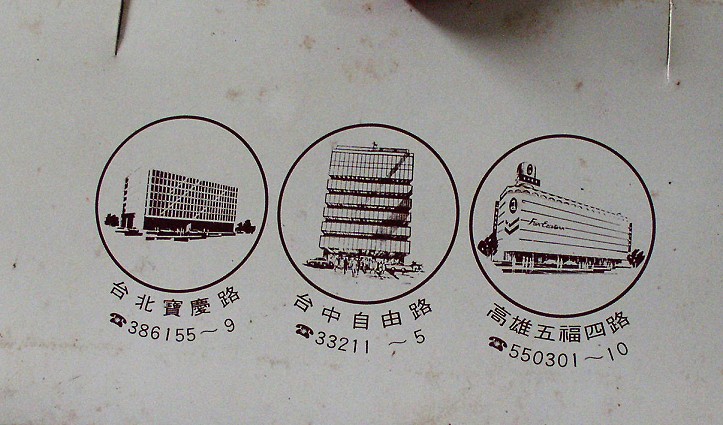 台北寶慶路
☎386155～9
台中自由路
☎33211 ～5
高雄五福四路
☎550301～10